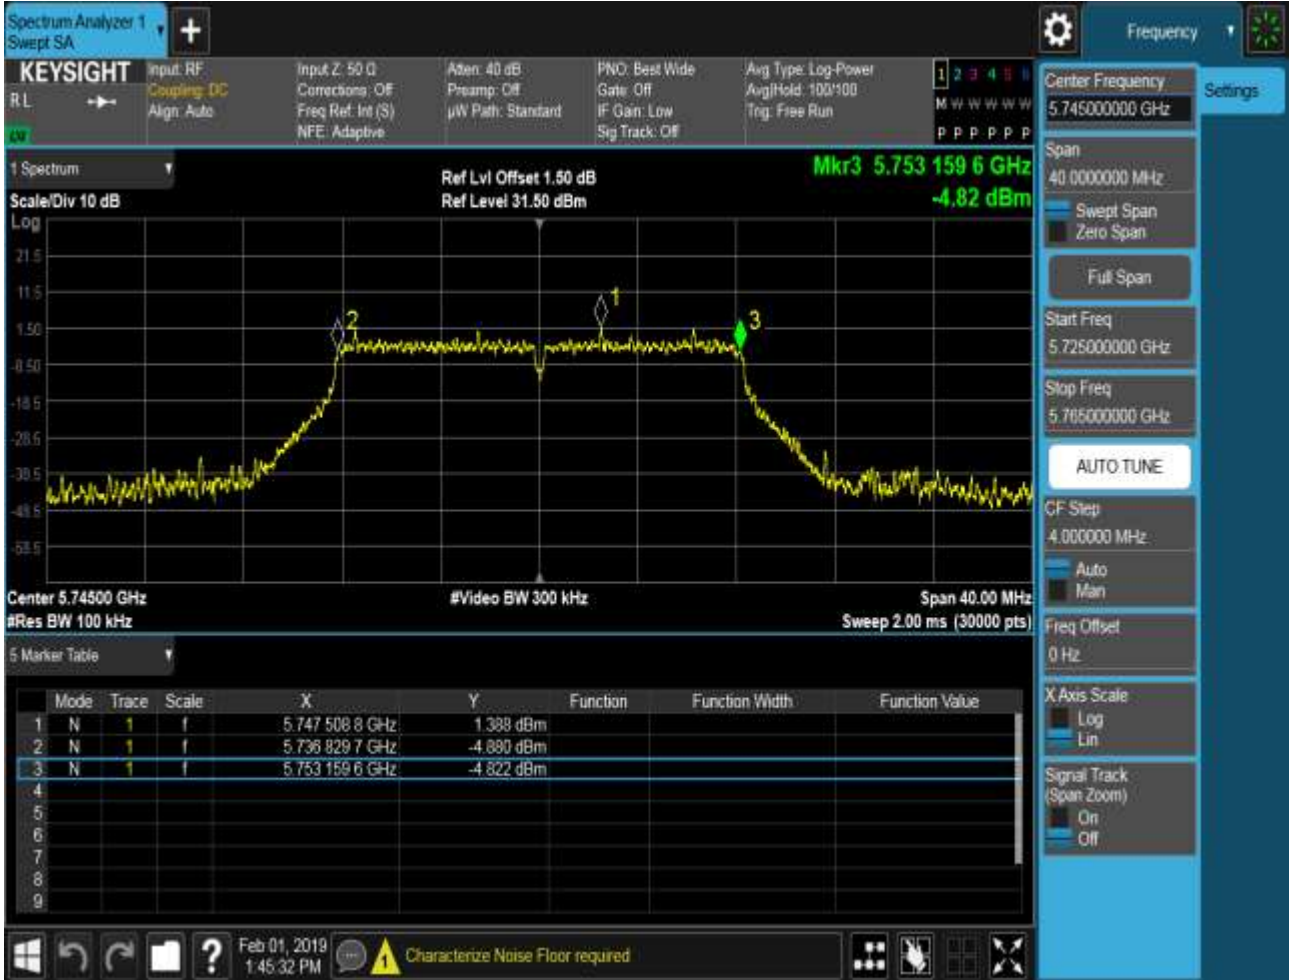 Spectrum Analyzer 1
Swept SA
+
Frequency
KEYSIGHT
RL
Input: RF
Coupling: DC
Align: Auto
Input Z: 50 Ω
Corrections: Off
Freq Ref: Int (S)
NFE: Adaptive
Atten: 40 dB
Preamp: Off
µW Path: Standard
PNO: Best Wide
Gate: Off
IF Gain: Low
Sig Track: Off
Avg Type: Log-Power
Avg|Hold: 100/100
Trig: Free Run
1 2 3 4 5 6
M W W W W W
P P P P P P
1 Spectrum
Scale/Div 10 dB
Log
Ref Lvl Offset 1.50 dB
Ref Level 31.50 dBm
Mkr3 5.753 159 6 GHz
-4.82 dBm
21.5
11.5
1.50
-8.50
-18.5
-28.5
-38.5
-48.5
-58.5
1
2
3
Center 5.74500 GHz
#Res BW 100 kHz
#Video BW 300 kHz
Span 40.00 MHz
Sweep 2.00 ms (30000 pts)
5 Marker Table
Mode Trace Scale X Y Function Function Width Function Value
1 N 1 f 5.747 508 8 GHz 1.388 dBm
2 N 1 f 5.736 829 7 GHz -4.880 dBm
3 N 1 f 5.753 159 6 GHz -4.822 dBm
4
5
6
7
8
9
Center Frequency
5.745000000 GHz
Settings
Span
40.0000000 MHz
Swept Span
Zero Span
Full Span
Start Freq
5.725000000 GHz
Stop Freq
5.765000000 GHz
AUTO TUNE
CF Step
4.000000 MHz
Auto
Man
Freq Offset
0 Hz
X Axis Scale
Log
Lin
Signal Track
(Span Zoom)
On
Off
?
Feb 01, 2019
1:45:32 PM
1
Characterize Noise Floor required